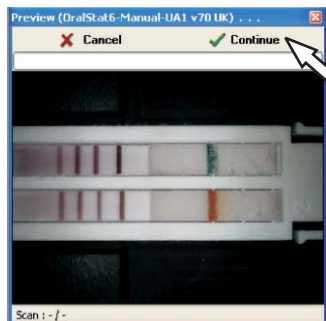 Preview (OralStat6-Manual-UA1 v70 UK) . . .
Cancel
Continue
Scan : - / -